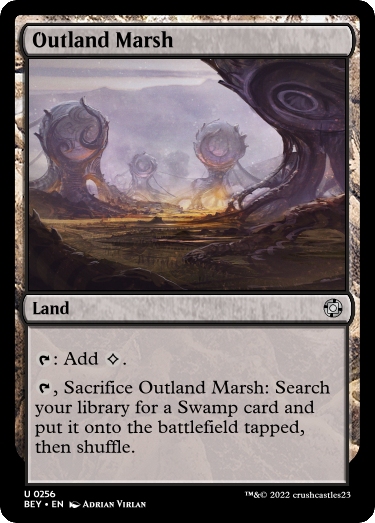 Outland Marsh
Land
: Add .
, Sacrifice Outland Marsh: Search
your library for a Swamp card and
put it onto the battlefield tapped,
then shuffle.
U 0256
BEY • EN Adrian Virlan
™&© 2022 crushcastles23